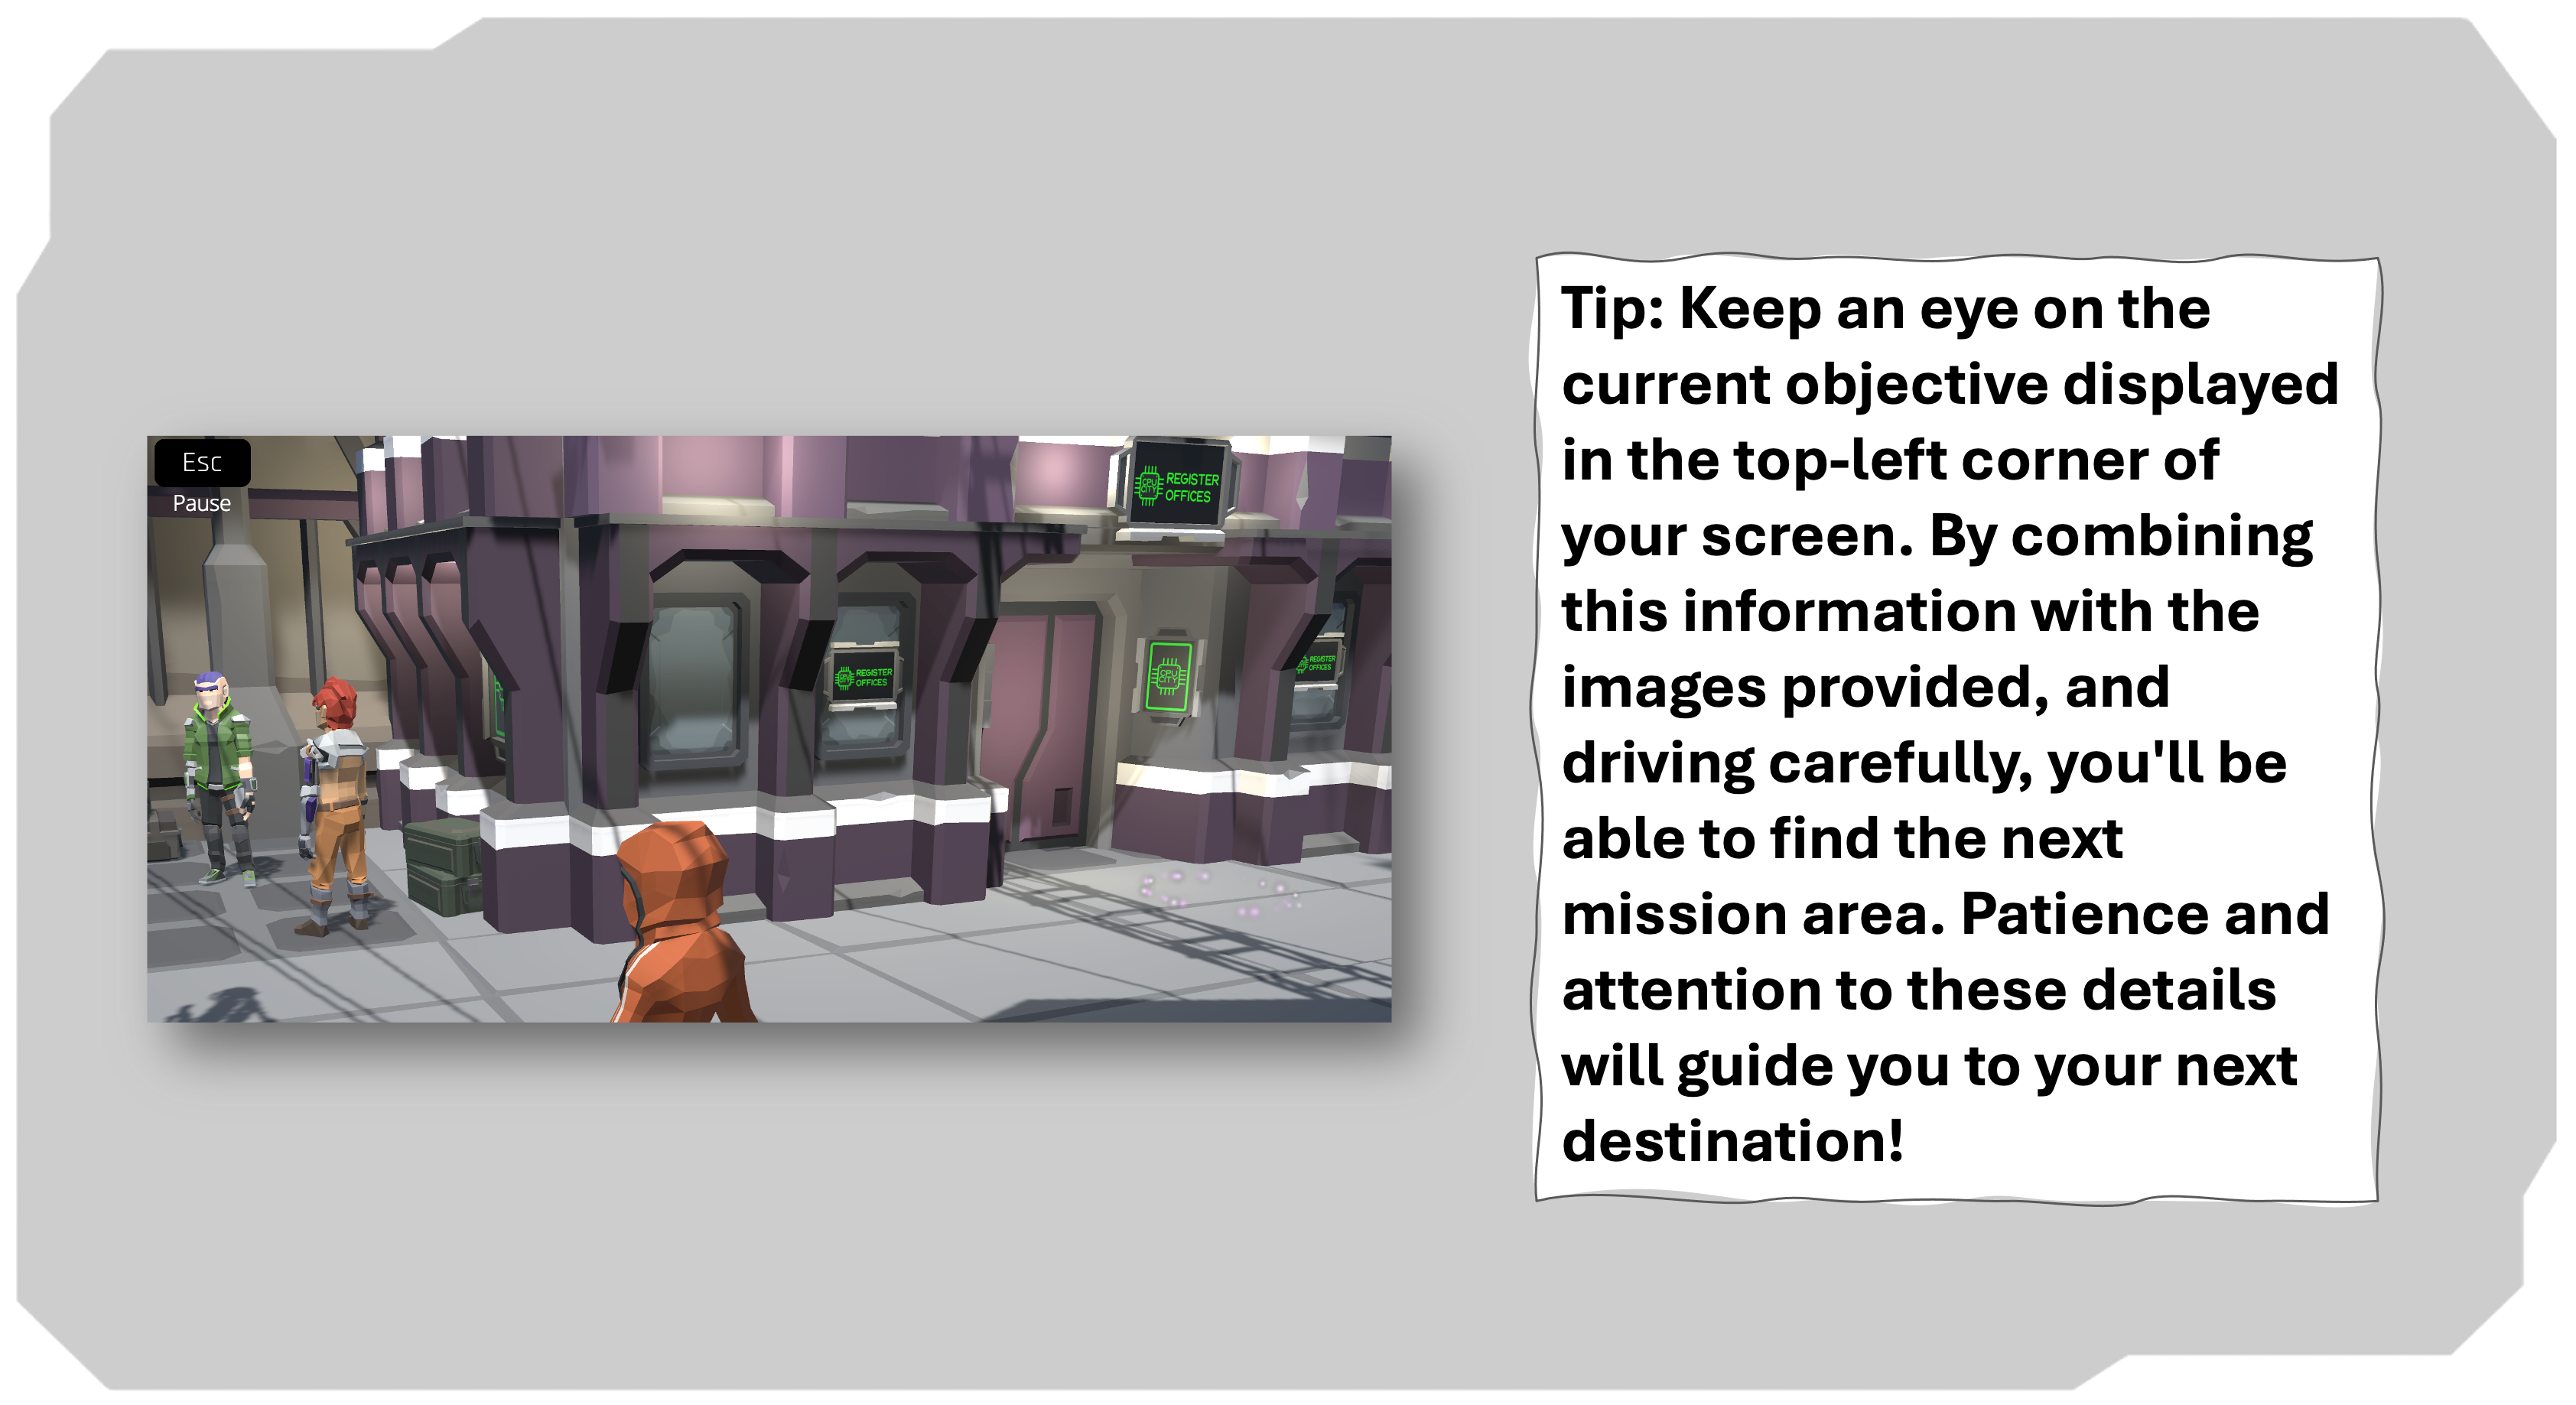 Esc
Pause
CPU
CITY
REGISTER
OFFICES
REGISTER
OFFICES
CPU
CITY
REGISTER
OFFICES
Tip: Keep an eye on the
current objective displayed
in the top-left corner of
your screen. By combining
this information with the
images provided, and
driving carefully, you'll be
able to find the next
mission area. Patience and
attention to these details
will guide you to your next
destination!